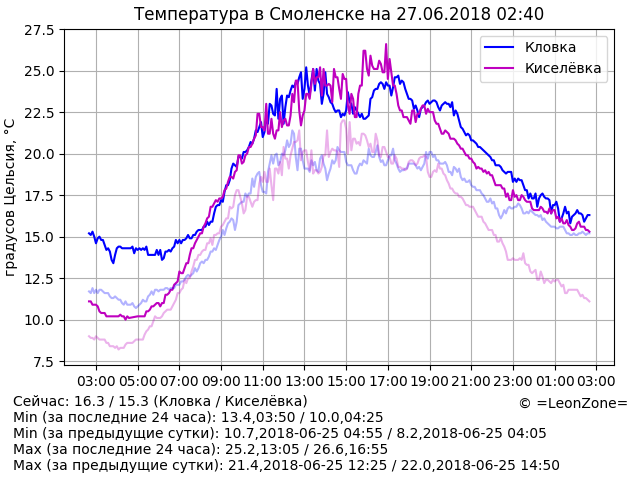 Температура в Смоленске на 27.06.2018 02:40
градусов Цельсия, °C
27.5
25.0
22.5
20.0
17.5
15.0
12.5
10.0
7.5
Кловка
Киселёвка
03:00 05:00 07:00 09:00 11:00 13:00 15:00 17:00 19:00 21:00 23:00 01:00 03:00
Сейчас: 16.3 / 15.3 (Кловка / Киселёвка)
© =LeonZone=
Min (за последние 24 часа): 13.4,03:50 / 10.0,04:25
Min (за предыдущие сутки): 10.7,2018-06-25 04:55 / 8.2,2018-06-25 04:05
Max (за последние 24 часа): 25.2,13:05 / 26.6,16:55
Max (за предыдущие сутки): 21.4,2018-06-25 12:25 / 22.0,2018-06-25 14:50